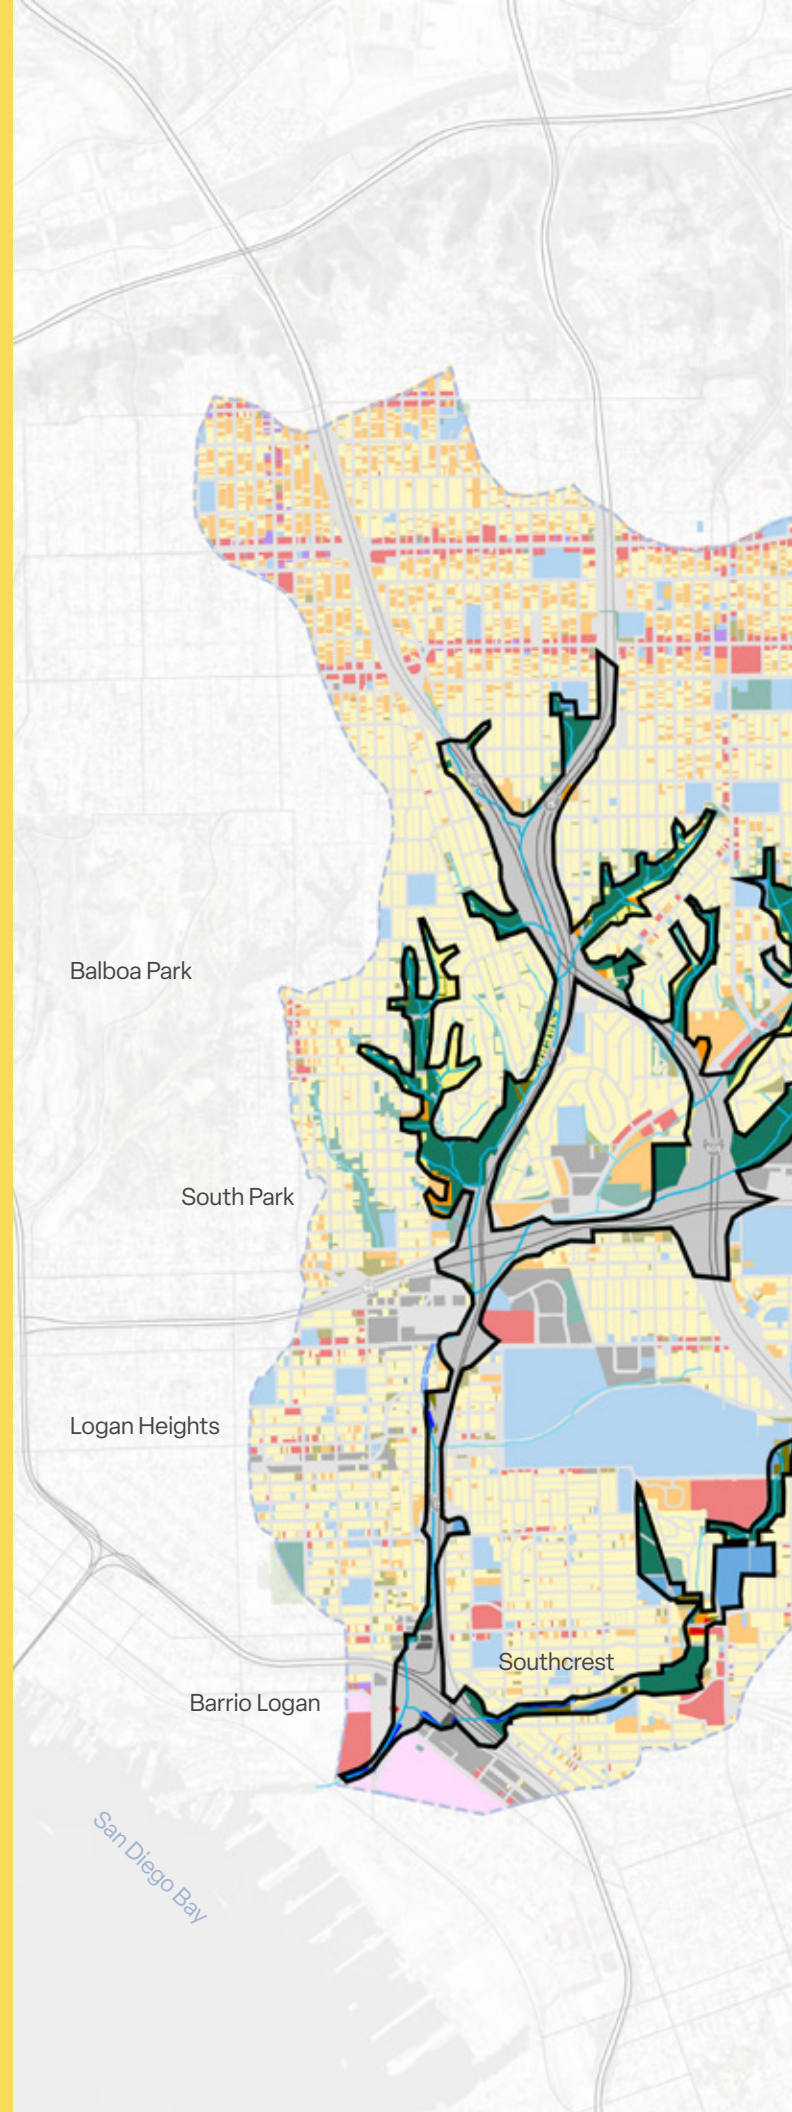 Balboa Park
South Park
Logan Heights
Southcrest
Barrio Logan
San Diego Bay